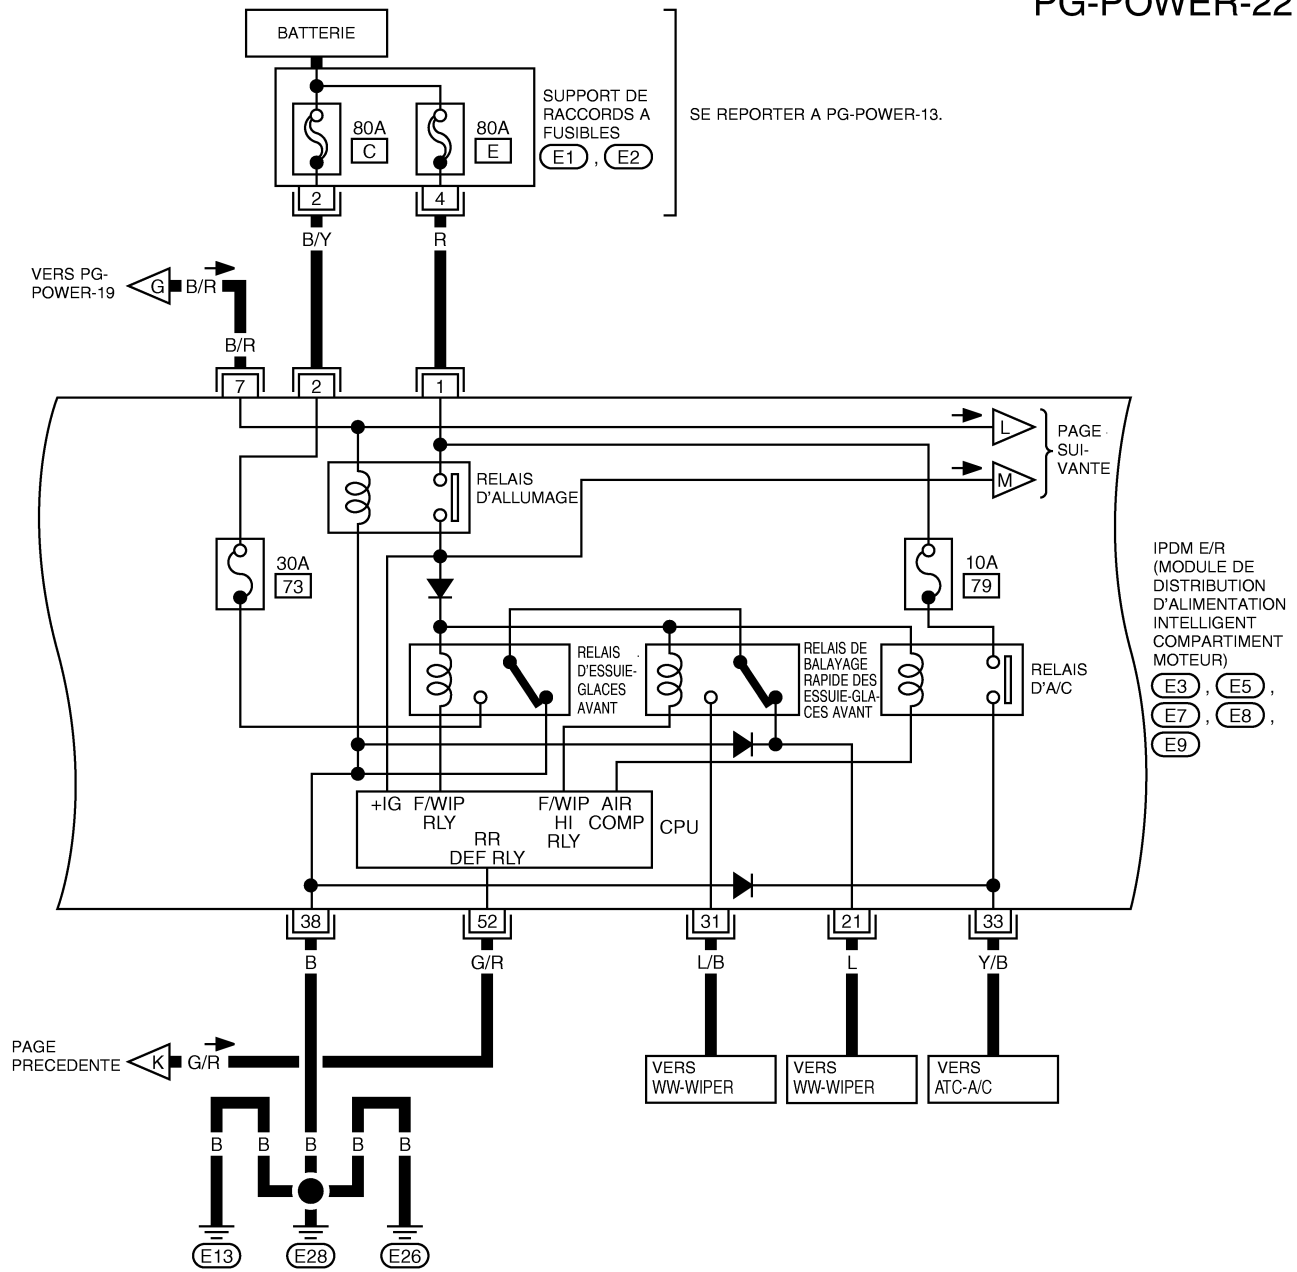 PG-POWER-22
BATTERIE
80A
C
80A
E
SUPPORT DE
RACCORDS A
FUSIBLES
E1 , E2
SE REPORTER A PG-POWER-13.
2
4
B/Y
R
VERS PG-
POWER-19
G
B/R
B/R
7
2
1
L
M
PAGE
SUI-
VANTE
RELAIS
D'ALLUMAGE
30A
73
10A
79
IPDM E/R
(MODULE DE
DISTRIBUTION
D'ALIMENTATION
INTELLIGENT
COMPARTIMENT
MOTEUR)
E3 , E5 ,
E7 , E8 ,
E9
RELAIS
D'ESSUIE-
GLACES
AVANT
RELAIS DE
BALAYAGE
RAPIDE DES
ESSUIE-GLA-
CES AVANT
RELAIS
D'A/C
+IG
F/WIP
RLY
F/WIP
HI
RLY
AIR
COMP
RR
DEF RLY
CPU
38
52
31
21
33
B
G/R
L/B
L
Y/B
PAGE
PRECEDENTE
K
G/R
VERS
WW-WIPER
VERS
WW-WIPER
VERS
ATC-A/C
B
B
B
B
B
E13
E28
E26